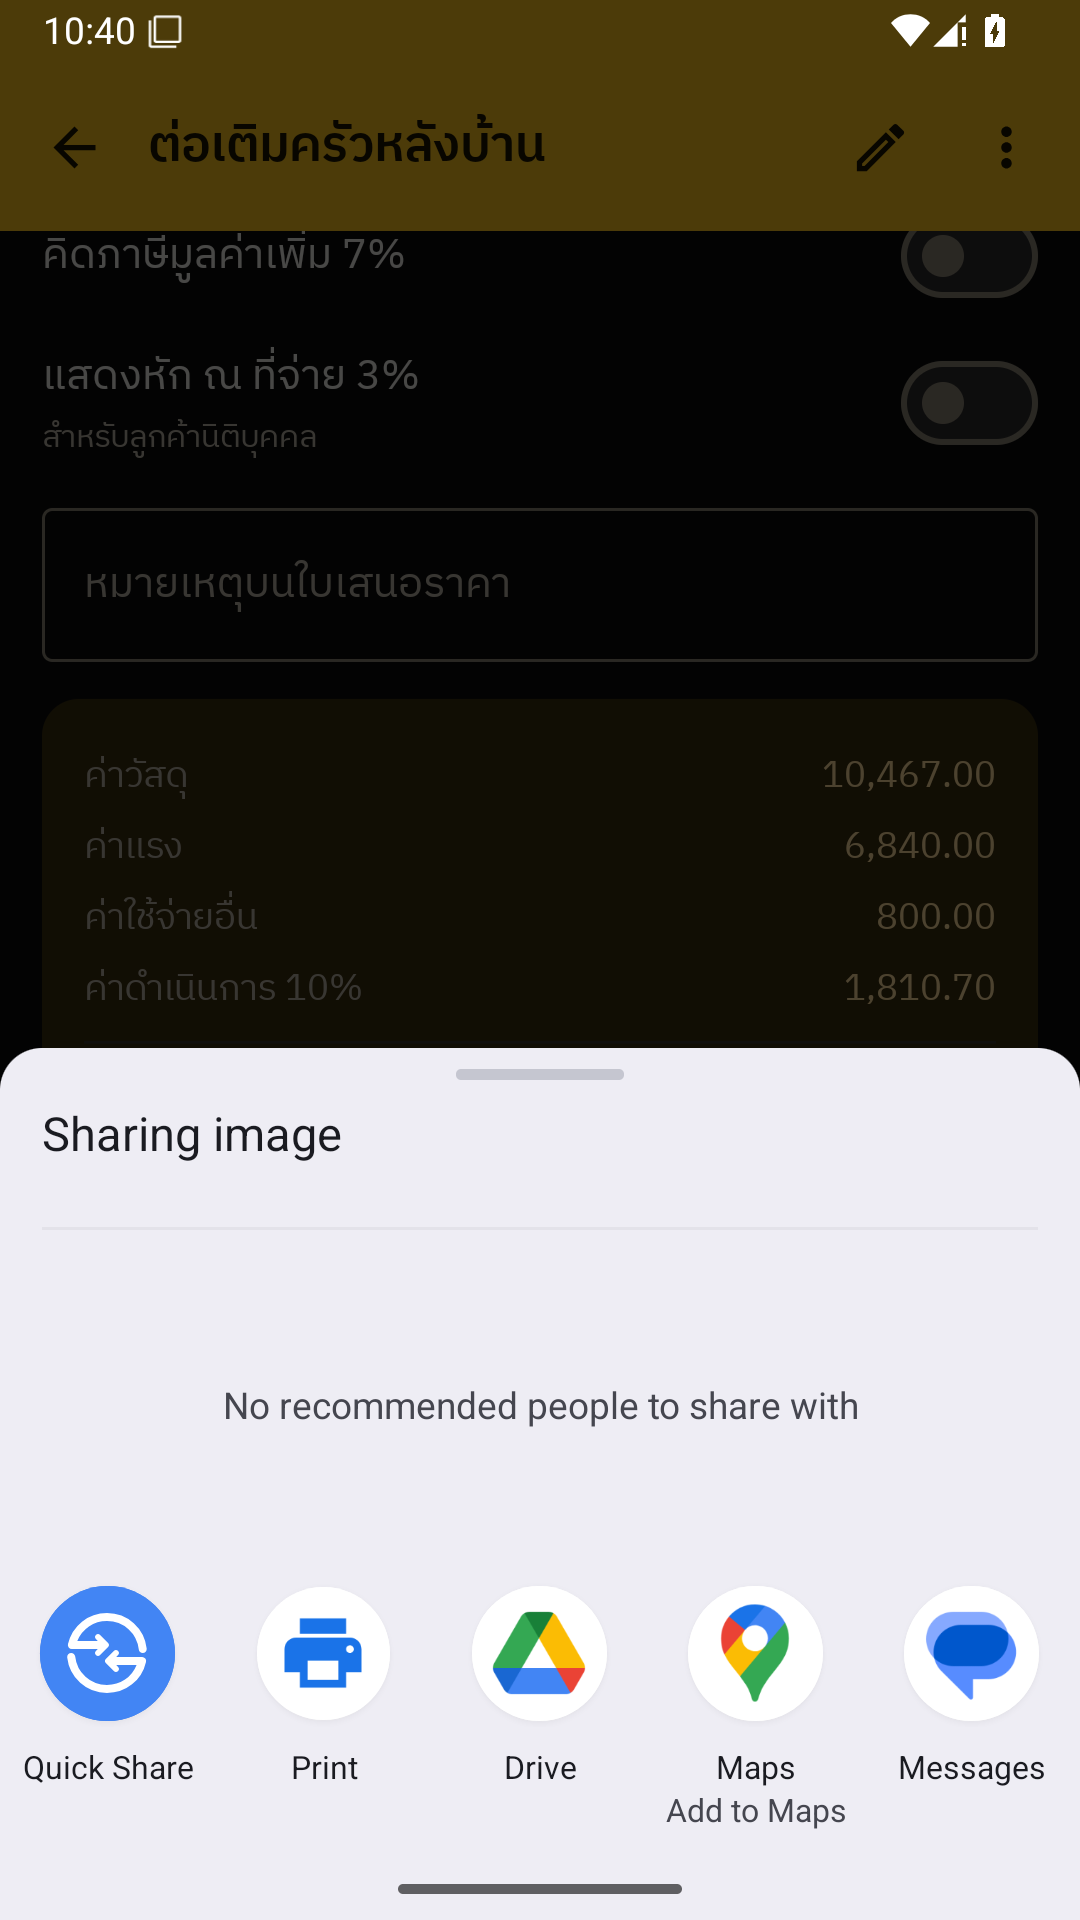 10:40
ต่อเติมครัวหลังบ้าน
คิดภาษีมูลค่าเพิ่ม 7%
แสดงหัก ณ ที่จ่าย 3%
สำหรับลูกค้านิติบุคคล
หมายเหตุบนใบเสนอราคา
ค่าวัสดุ 10,467.00
ค่าแรง 6,840.00
ค่าใช้จ่ายอื่น 800.00
ค่าดำเนินการ 10% 1,810.70
Sharing image
No recommended people to share with
Quick Share Print Drive Maps Messages
Add to Maps